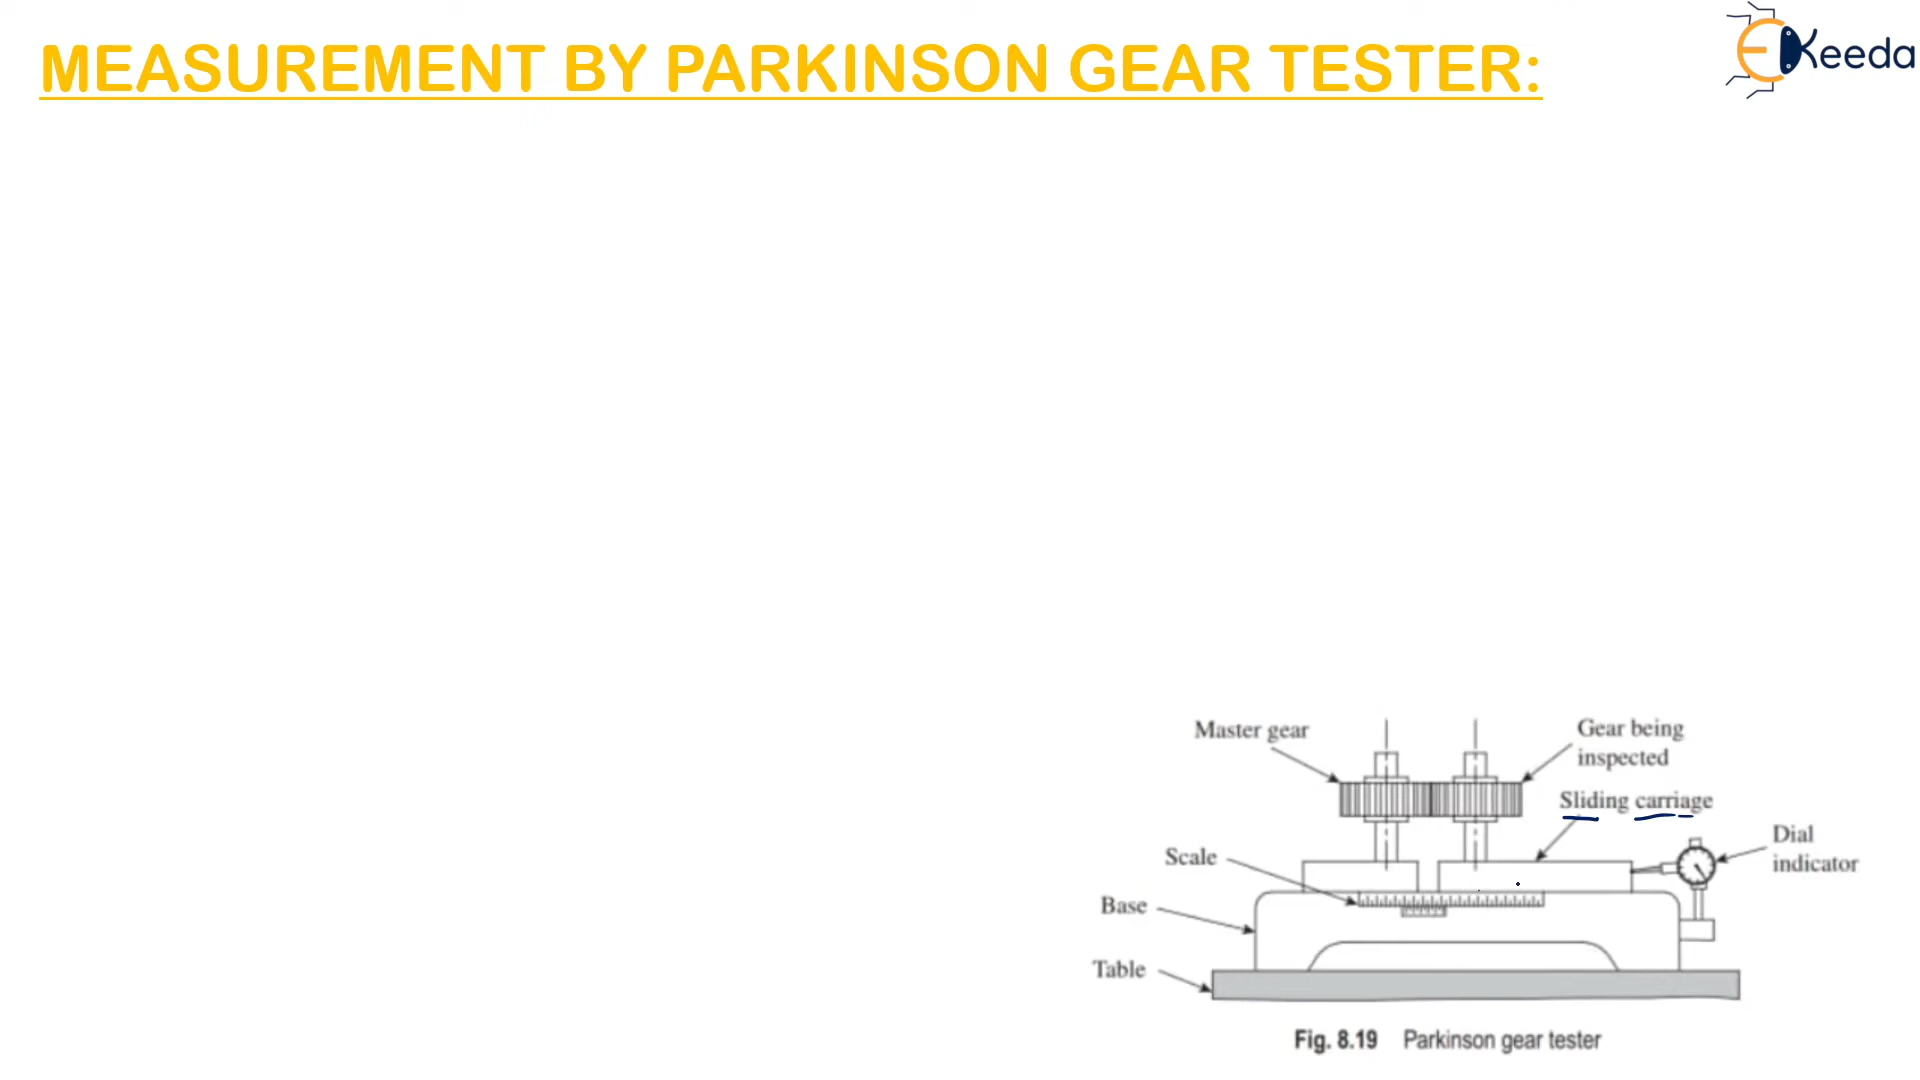 MEASUREMENT BY PARKINSON GEAR TESTER:
EKeeda
Master gear
Gear being
inspected
Sliding carriage
Dial
indicator
Scale
Base
Table
Fig. 8.19 Parkinson gear tester